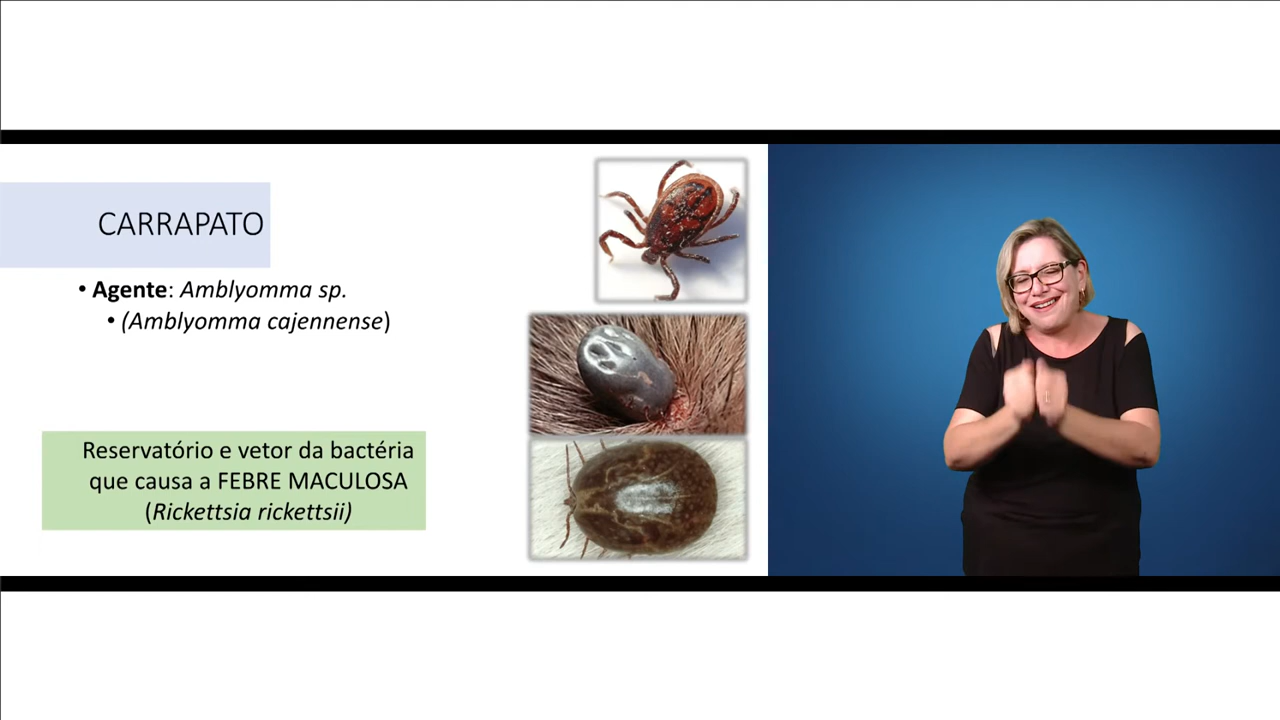 CARRAPATO
• Agente: Amblyomma sp.
• (Amblyomma cajennense)
Reservatório e vetor da bactéria
que causa a FEBRE MACULOSA
(Rickettsia rickettsii)